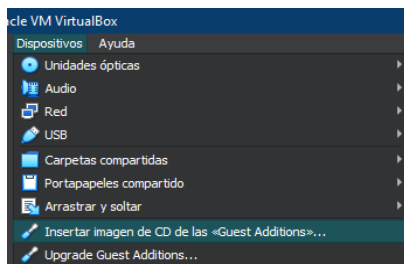 cle VM VirtualBox
Dispositivos Ayuda
Unidades ópticas
Audio
Red
USB
Carpetas compartidas
Portapapeles compartido
Arrastrar y soltar
Insertar imagen de CD de las «Guest Additions»...
Upgrade Guest Additions...